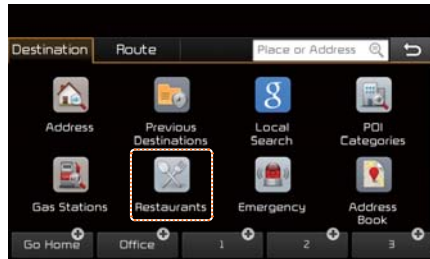 Destination Route Place or Address
Address Previous Destinations Local Search POI Categories
Gas Stations Restaurants Emergency Address Book
Go Home Office 1 2 3